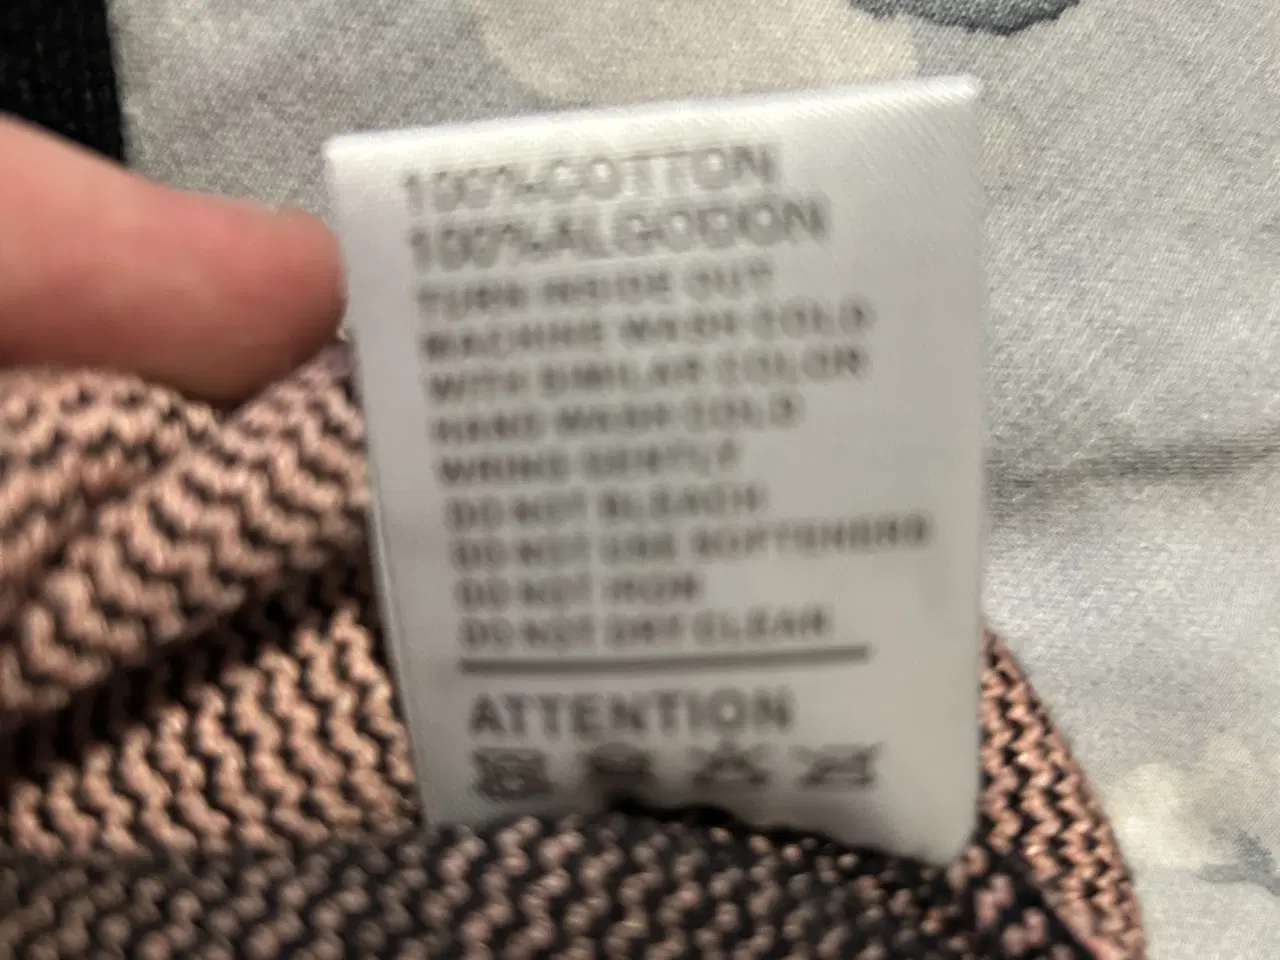 100%COTTON
100%ALGODON
TURN INSIDE OUT
MACHINE WASH COLD
WITH SIMILAR COLOR
HAND WASH COLD
WRING GENTLY
DO NOT BLEACH
DO NOT USE SOFTENERS
DO NOT IRON
DO NOT DRY CLEAR
ATTENTION